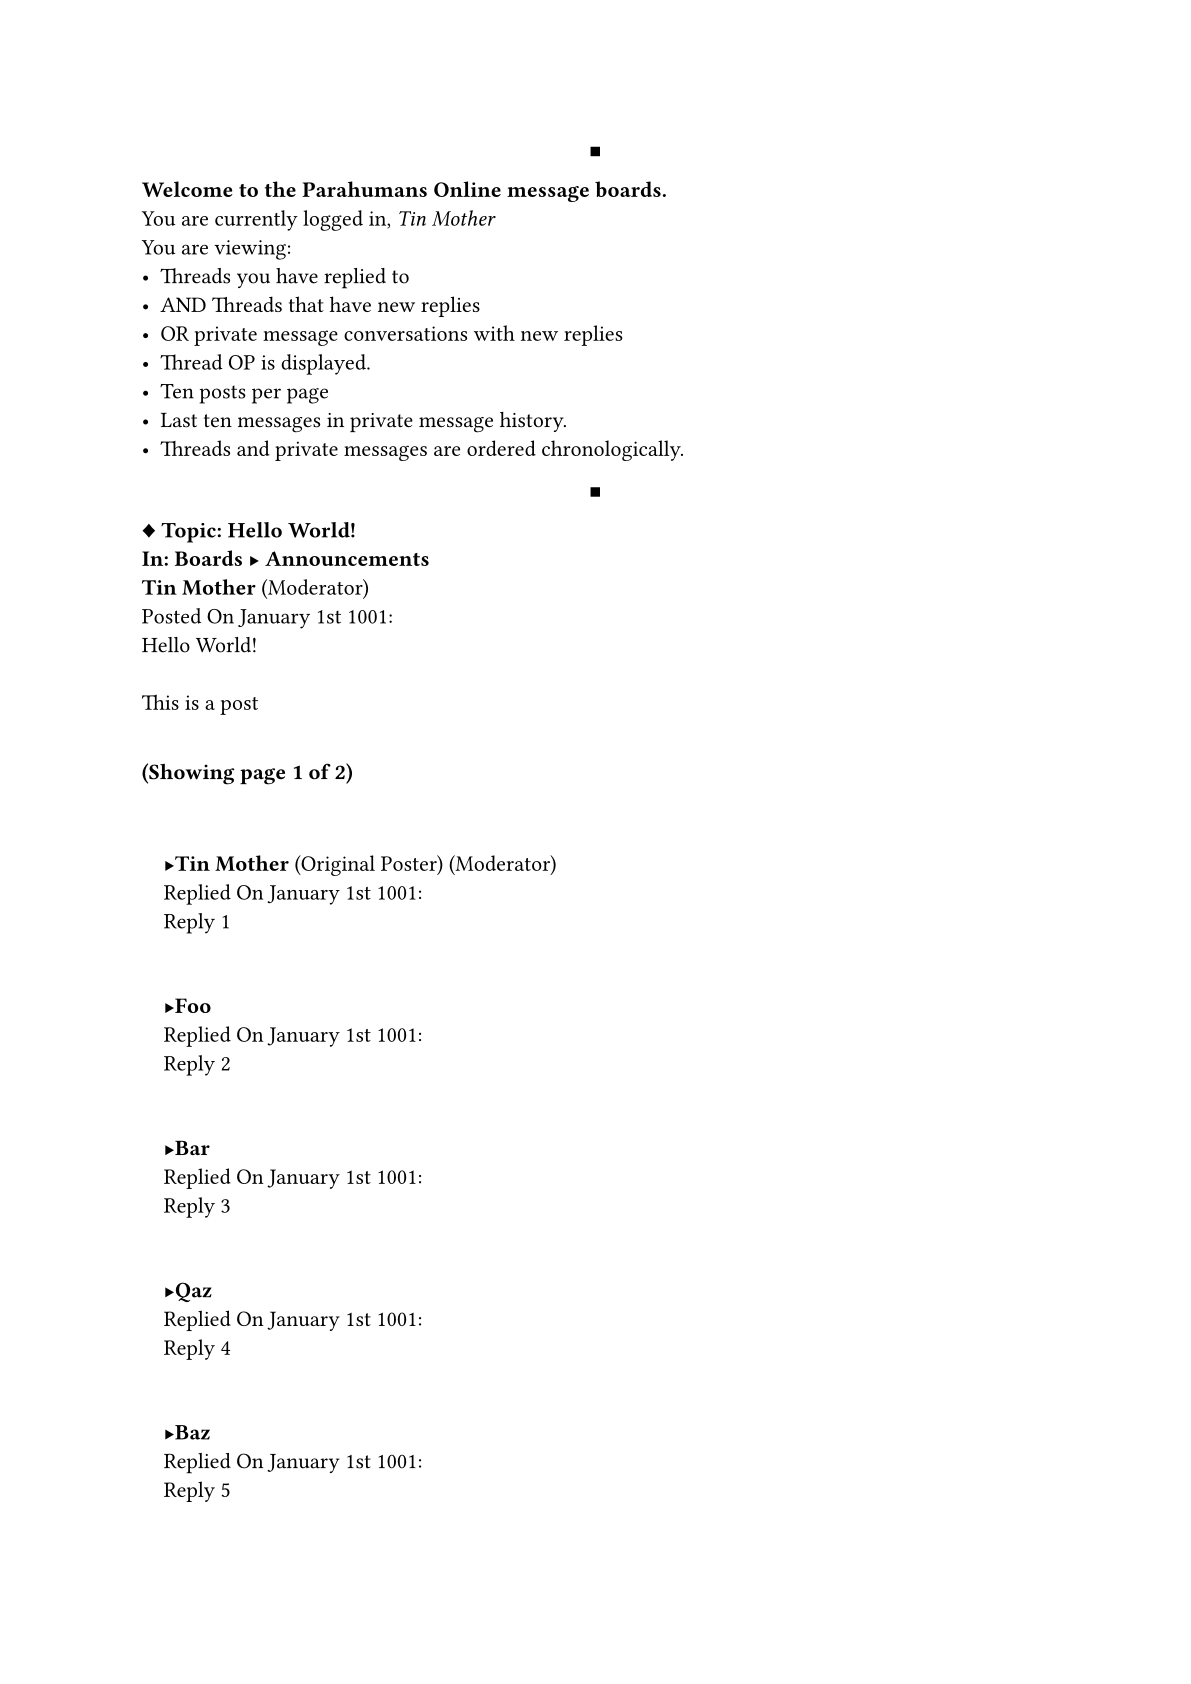 ■
Welcome to the Parahumans Online message boards.
You are currently logged in, Tin Mother
You are viewing:
• Threads you have replied to
• AND Threads that have new replies
• OR private message conversations with new replies
• Thread OP is displayed.
• Ten posts per page
• Last ten messages in private message history.
• Threads and private messages are ordered chronologically.
■
◆ Topic: Hello World!
In: Boards ▸ Announcements
Tin Mother (Moderator)
Posted On January 1st 1001:
Hello World!
This is a post
(Showing page 1 of 2)
▸Tin Mother (Original Poster) (Moderator)
Replied On January 1st 1001:
Reply 1
▸Foo
Replied On January 1st 1001:
Reply 2
▸Bar
Replied On January 1st 1001:
Reply 3
▸Qaz
Replied On January 1st 1001:
Reply 4
▸Baz
Replied On January 1st 1001:
Reply 5